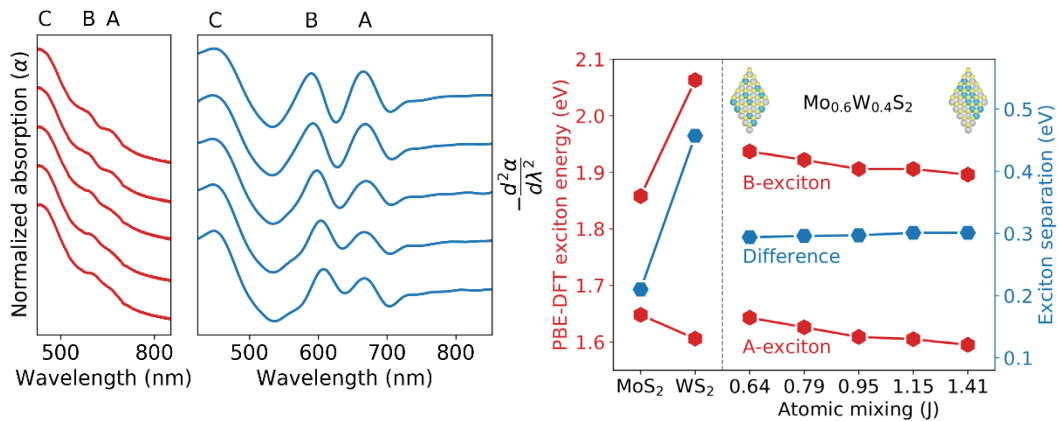 C B A
C B A
Normalized absorption (α)
500 800
Wavelength (nm)
500 600 700 800
Wavelength (nm)
−d²α/dλ²
PBE-DFT exciton energy (eV)
2.1
2.0
1.9
1.8
1.7
1.6
Mo₀.₆W₀.₄S₂
B-exciton
Difference
A-exciton
MoS₂ WS₂ 0.64 0.79 0.95 1.15 1.41
Atomic mixing (J)
0.5
0.4
0.3
0.2
0.1
Exciton separation (eV)